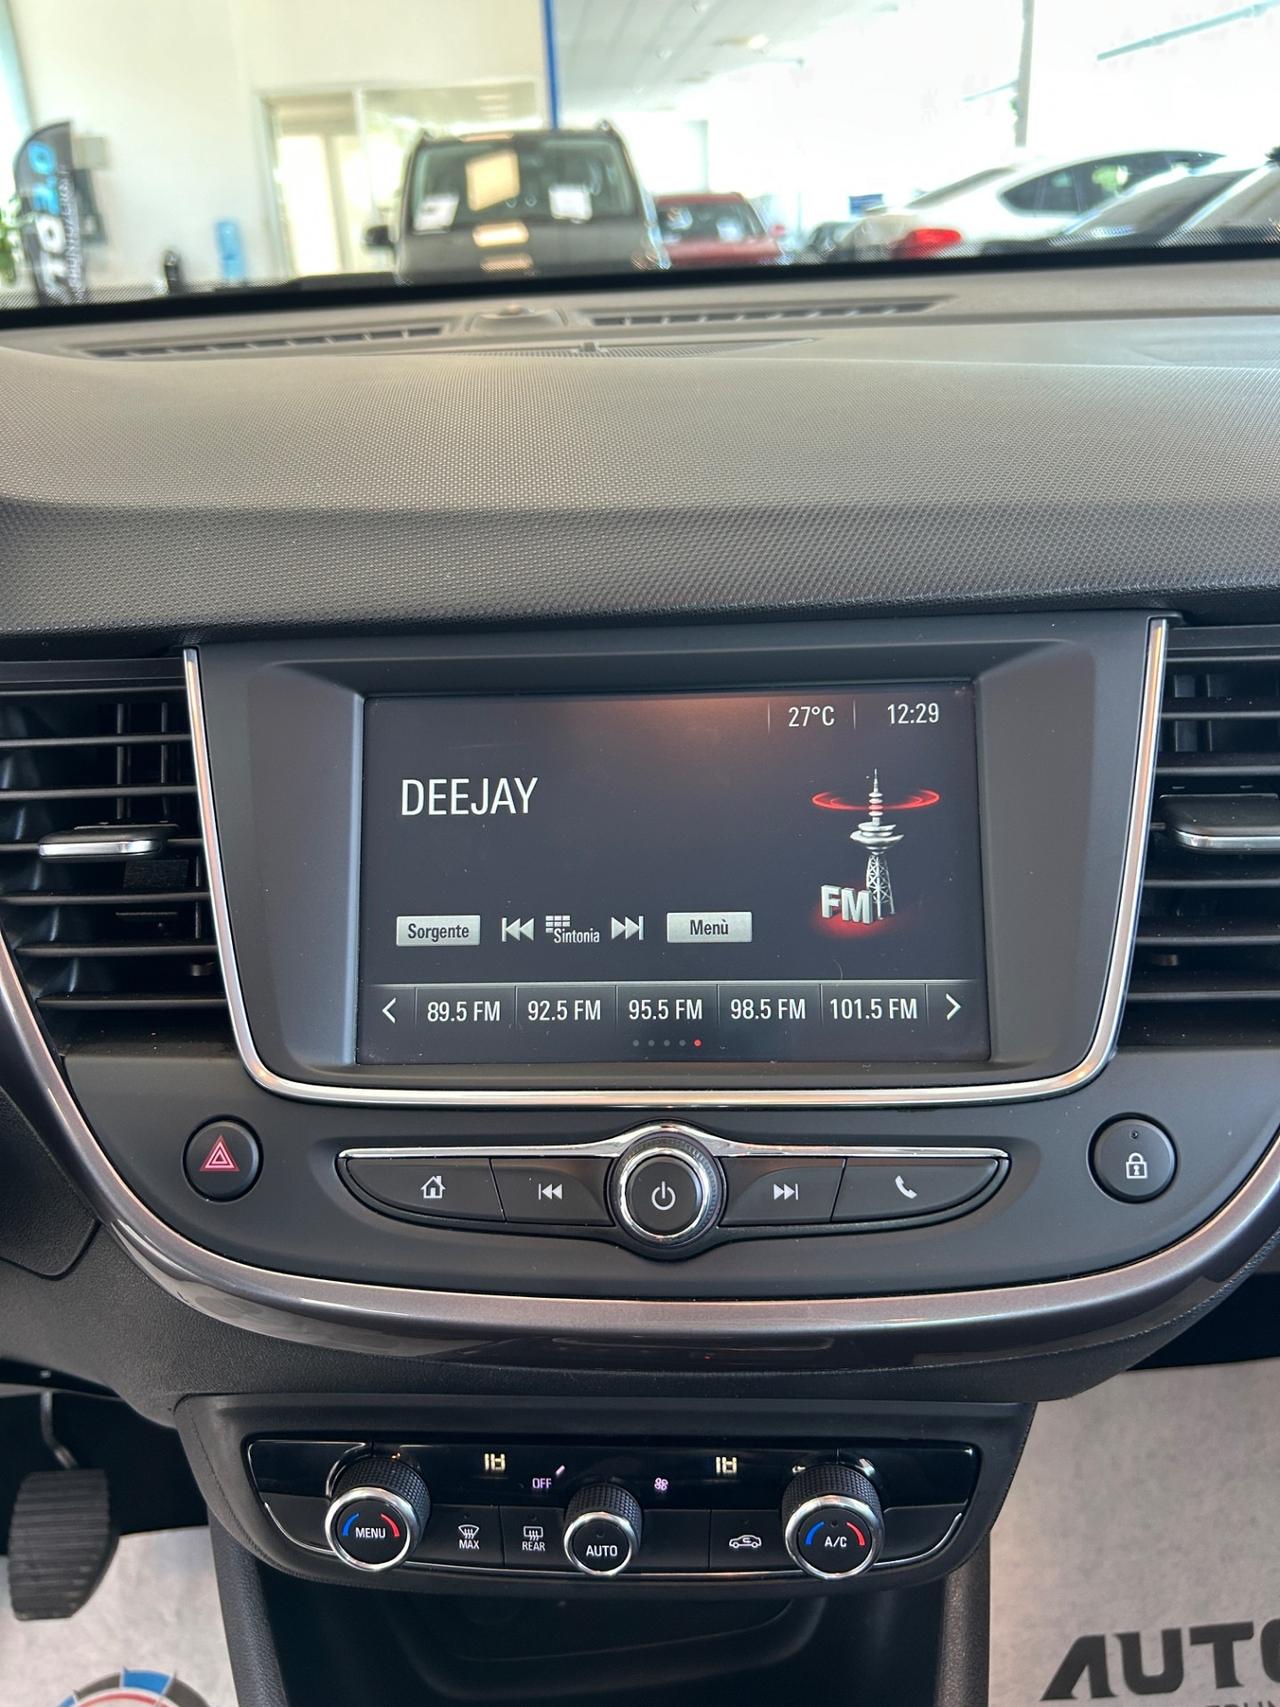 27°C 12:29
DEEJAY
FM
Sorgente Sintonia Menù
89.5 FM 92.5 FM 95.5 FM 98.5 FM 101.5 FM
OFF
MENU MAX REAR AUTO A/C
AUTO